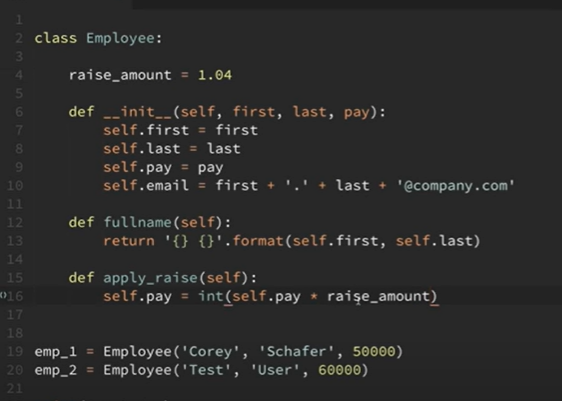 1
2 class Employee:
3
4     raise_amount = 1.04
5
6     def __init__(self, first, last, pay):
7         self.first = first
8         self.last = last
9         self.pay = pay
10         self.email = first + '.' + last + '@company.com'
11
12     def fullname(self):
13         return '{} {}'.format(self.first, self.last)
14
15     def apply_raise(self):
16         self.pay = int(self.pay * raise_amount)
17
18
19 emp_1 = Employee('Corey', 'Schafer', 50000)
20 emp_2 = Employee('Test', 'User', 60000)
21